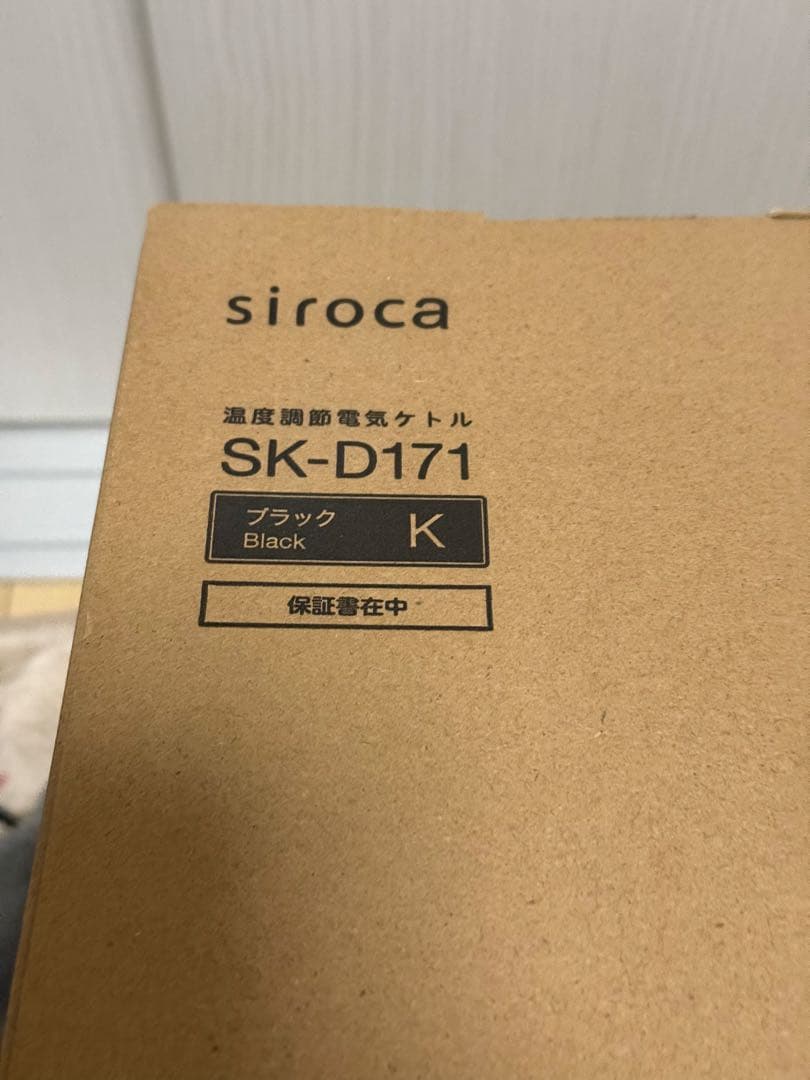 siroca
温度調節電気ケトル
SK-D171
ブラック
Black
K
保証書在中